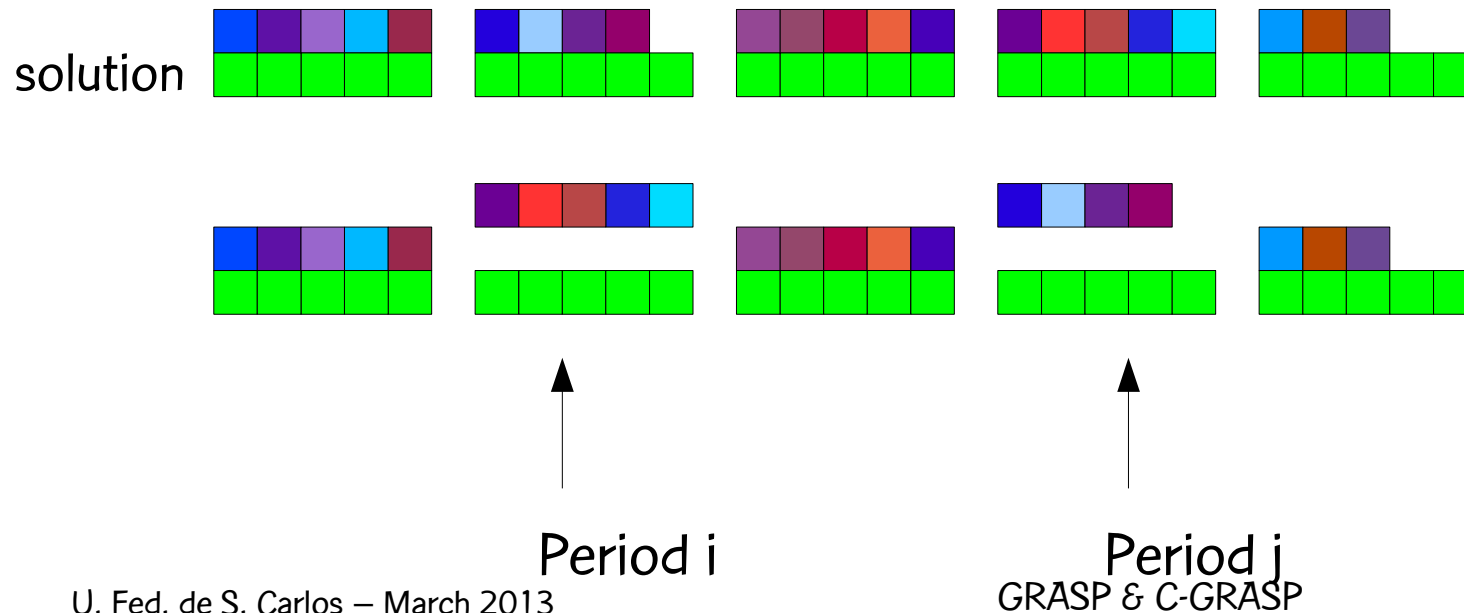 solution
Period i
Period j
U. Fed. de S. Carlos – March 2013
GRASP & C-GRASP